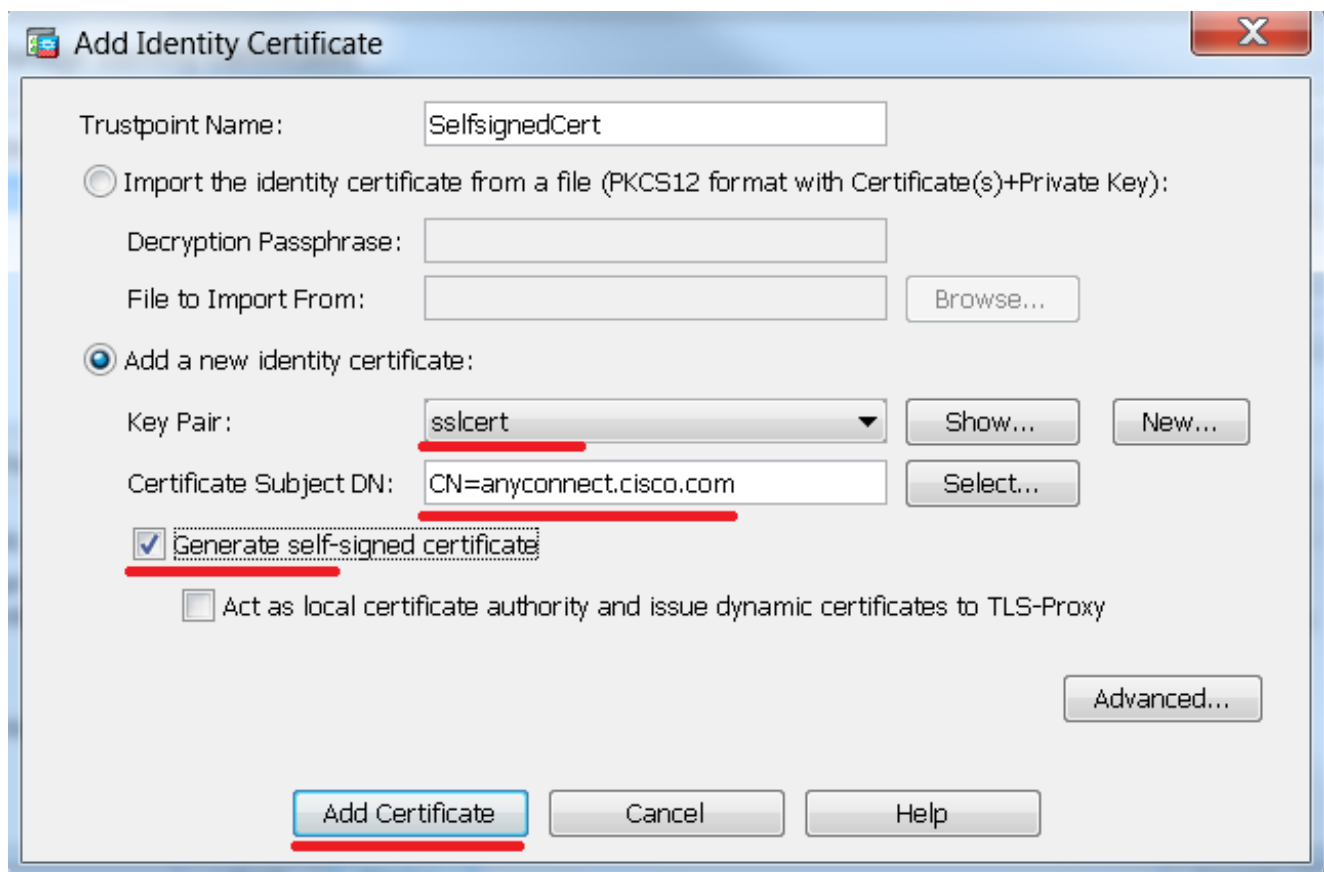 Add Identity Certificate
Trustpoint Name: SelfsignedCert
Import the identity certificate from a file (PKCS12 format with Certificate(s)+Private Key):
Decryption Passphrase:
File to Import From: Browse...
Add a new identity certificate:
Key Pair: sslcert Show... New...
Certificate Subject DN: CN=anyconnect.cisco.com Select...
Generate self-signed certificate
Act as local certificate authority and issue dynamic certificates to TLS-Proxy
Advanced...
Add Certificate Cancel Help